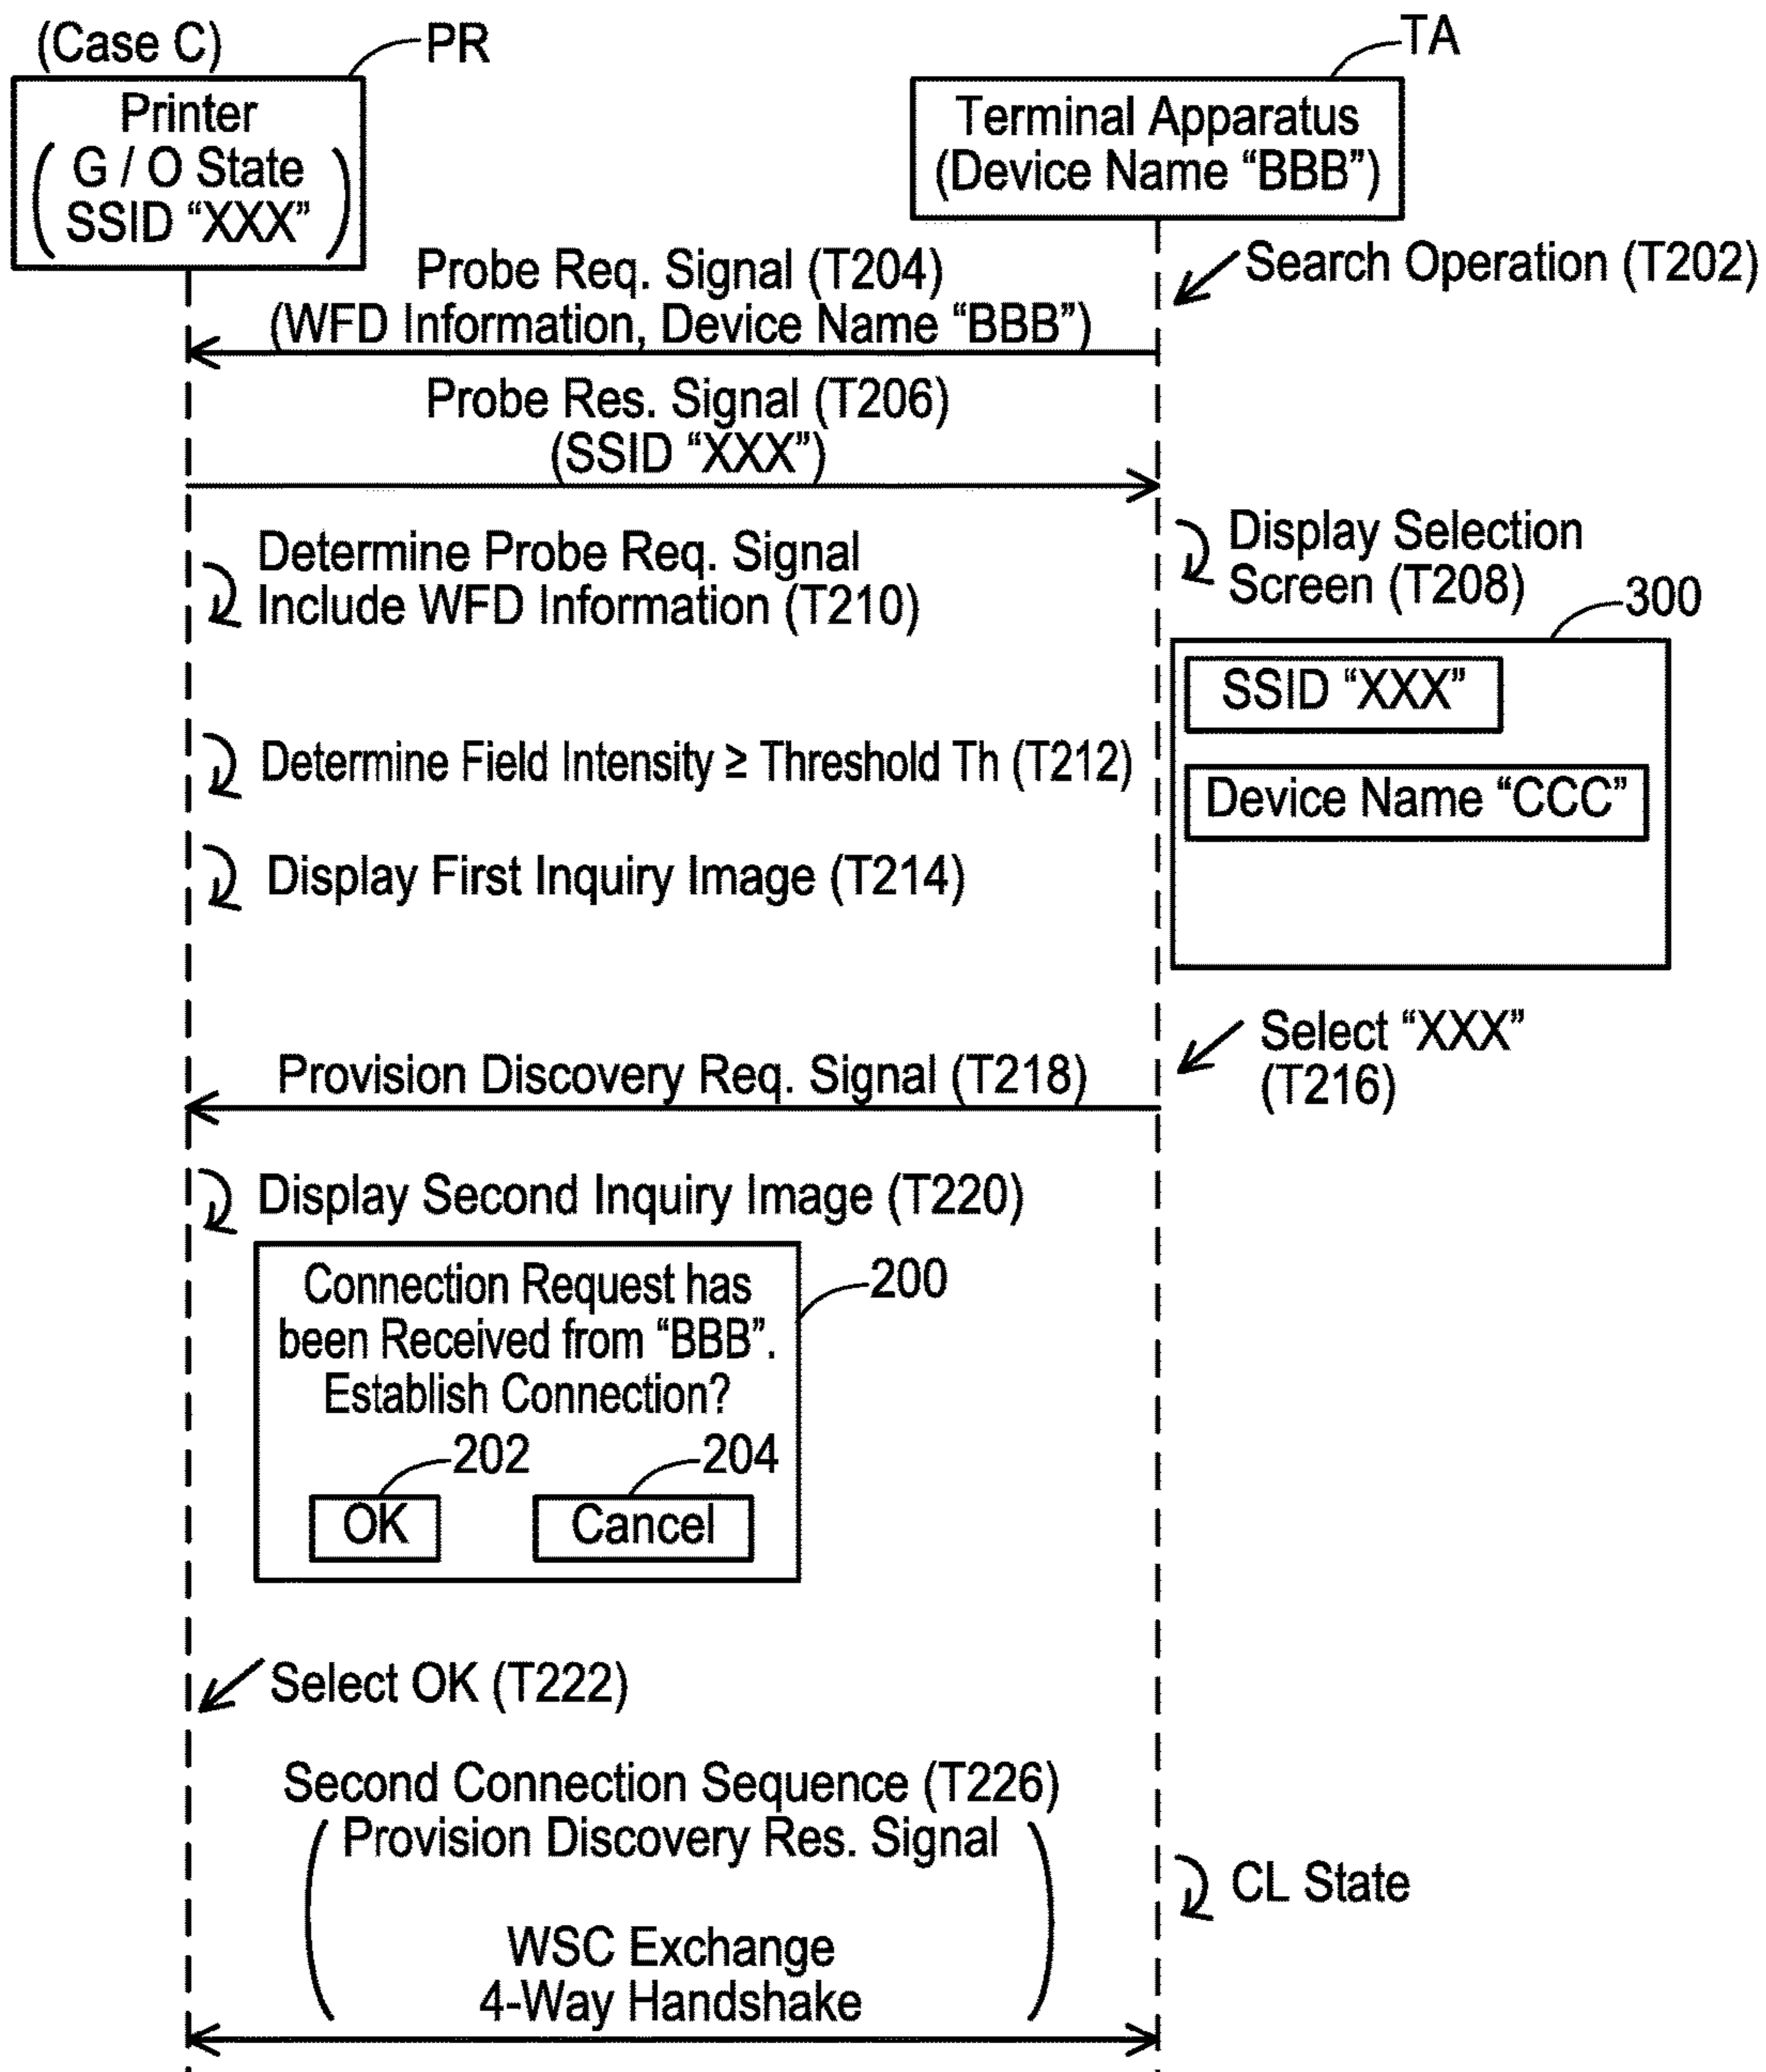 (Case C)
PR
TA
Printer
G / O State
SSID “XXX”
Terminal Apparatus
(Device Name “BBB”)
Search Operation (T202)
Probe Req. Signal (T204)
(WFD Information, Device Name “BBB”)
Probe Res. Signal (T206)
(SSID “XXX”)
Display Selection
Screen (T208)
300
SSID “XXX”
Device Name “CCC”
Determine Probe Req. Signal
Include WFD Information (T210)
Determine Field Intensity ≥ Threshold Th (T212)
Display First Inquiry Image (T214)
Select “XXX”
(T216)
Provision Discovery Req. Signal (T218)
Display Second Inquiry Image (T220)
200
Connection Request has
been Received from “BBB”.
Establish Connection?
202
204
OK
Cancel
Select OK (T222)
Second Connection Sequence (T226)
Provision Discovery Res. Signal
WSC Exchange
4-Way Handshake
CL State